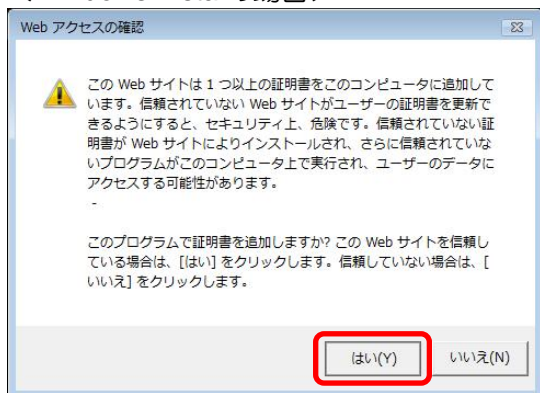 Web アクセスの確認
この Web サイトは 1 つ以上の証明書をこのコンピュータに追加して
います。信頼されていない Web サイトがユーザーの証明書を更新で
きるようにすると、セキュリティ上、危険です。信頼されていない証
明書が Web サイトによりインストールされ、さらに信頼されていな
いプログラムがこのコンピュータ上で実行され、ユーザーのデータに
アクセスする可能性があります。
-
このプログラムで証明書を追加しますか? この Web サイトを信頼し
ている場合は、[はい] をクリックします。信頼していない場合は、[
いいえ] をクリックします。
はい(Y) いいえ(N)